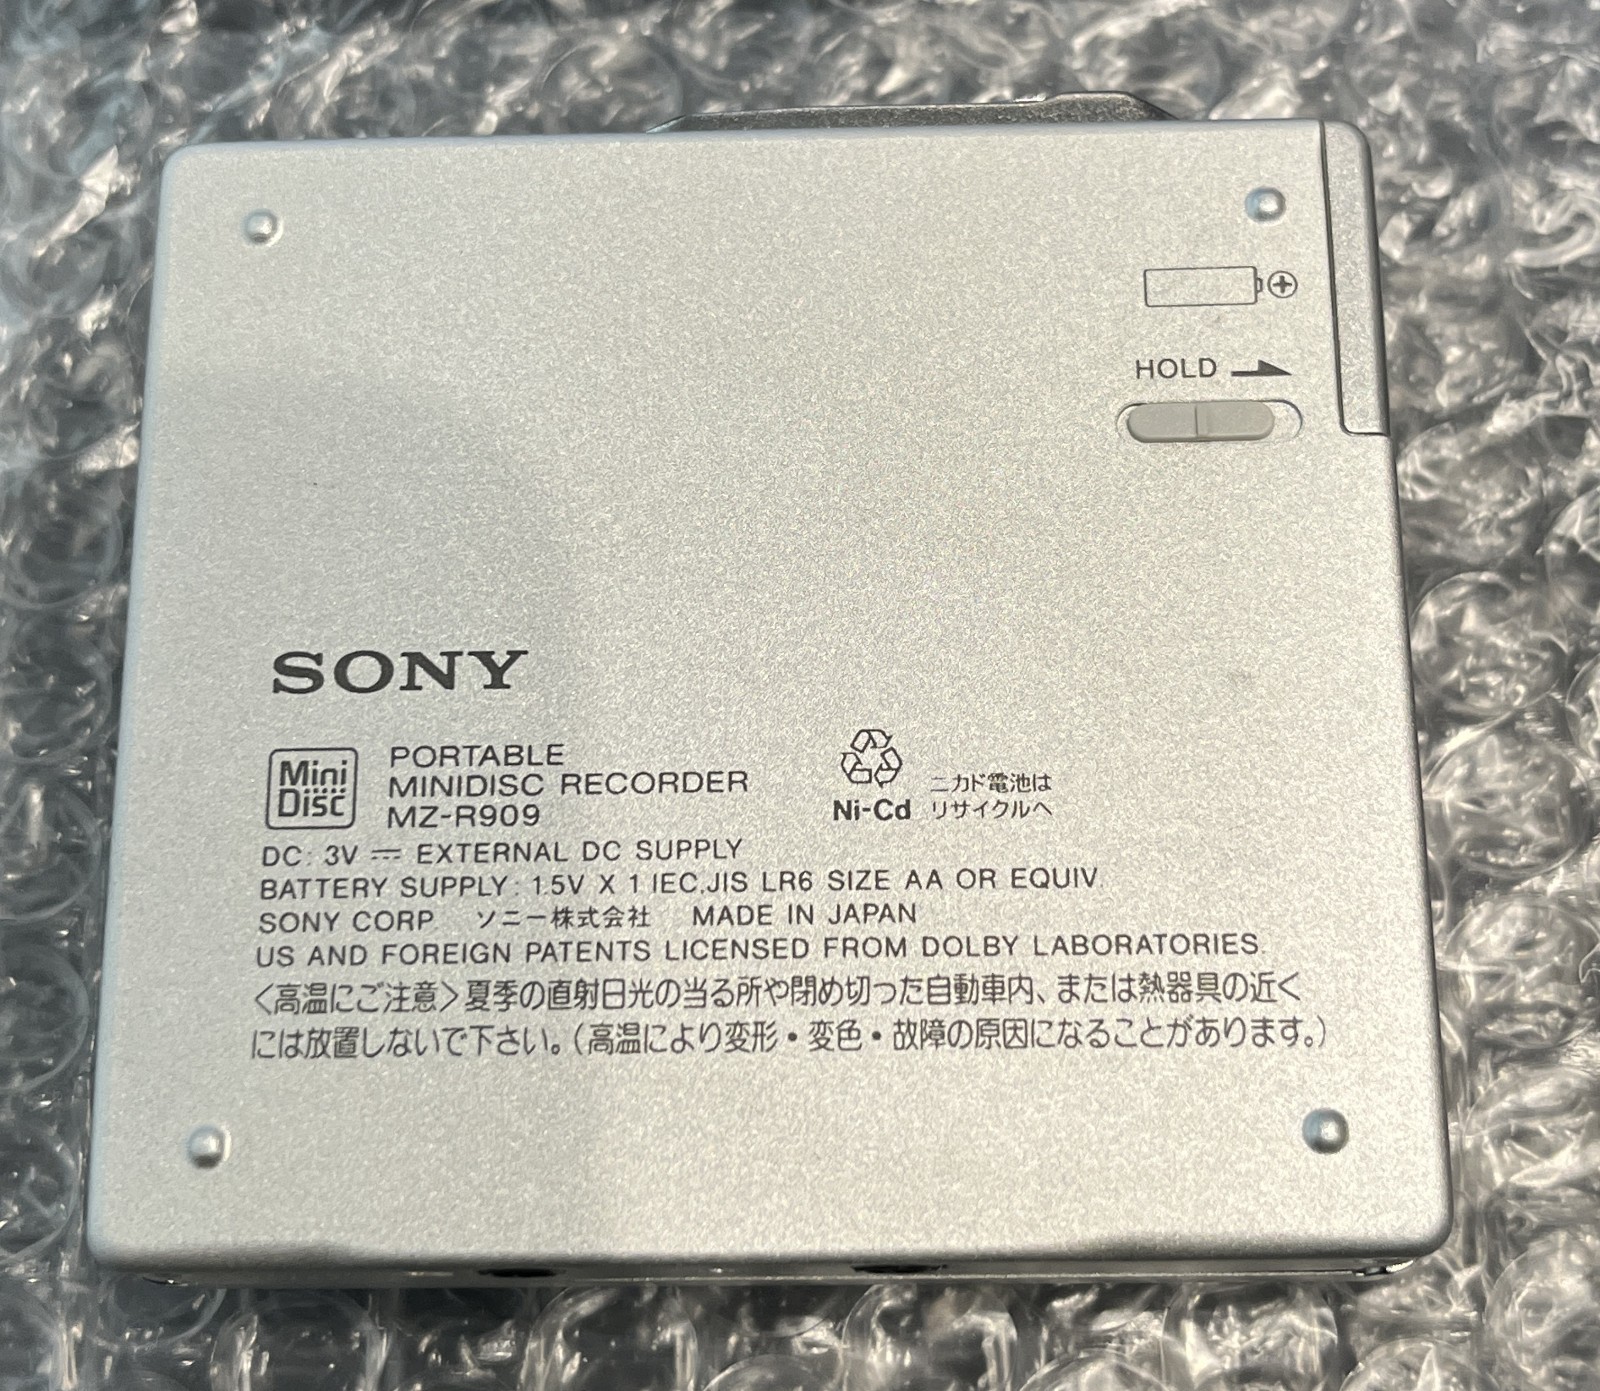 HOLD
SONY
Mini
Disc
PORTABLE
MINIDISC RECORDER
MZ-R909
Ni-Cd
ニカド電池は
リサイクルへ
DC: 3V ⎓ EXTERNAL DC SUPPLY
BATTERY SUPPLY: 1.5V X 1 IEC.JIS LR6 SIZE AA OR EQUIV.
SONY CORP. ソニー株式会社 MADE IN JAPAN
US AND FOREIGN PATENTS LICENSED FROM DOLBY LABORATORIES.
〈高温にご注意〉夏季の直射日光の当る所や閉め切った自動車内、または熱器具の近く
には放置しないで下さい。(高温により変形・変色・故障の原因になることがあります。)